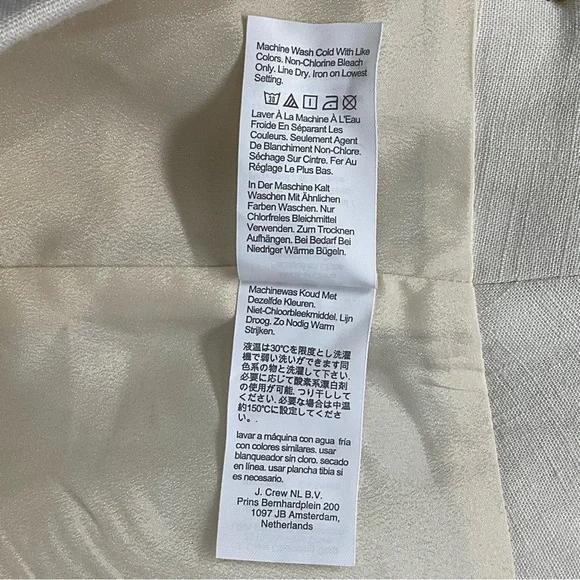 Machine Wash Cold With Like
Colors. Non-Chlorine Bleach
Only. Line Dry. Iron on Lowest
Setting.
30
Laver À La Machine À L'Eau
Froide En Séparant Les
Couleurs. Seulement Agent
De Blanchiment Non-Chlore.
Séchage Sur Cintre. Fer Au
Réglage Le Plus Bas.
In Der Maschine Kalt
Waschen Mit Ähnlichen
Farben Waschen. Nur
Chlorfreies Bleichmittel
Verwenden. Zum Trocknen
Aufhängen. Bei Bedarf Bei
Niedriger Wärme Bügeln.
Machinewas Koud Met
Dezelfde Kleuren.
Niet-Chloorbleekmiddel. Lijn
Droog. Zo Nodig Warm
Strijken.
液温は30℃を限度とし洗濯
機で弱い洗いができます同
色系の物と洗濯して下さい.
必要に応じて酸素系漂白剤
の使用が可能. つり干しして
ください. 必要な場合は中温
約150℃に設定してくださ
い..
lavar a máquina con agua fría
con colores similares. usar
blanqueador sin cloro. secado
en línea. usar plancha tibia si
es necesario.
J. Crew NL B.V.
Prins Bernhardplein 200
1097 JB Amsterdam,
Netherlands